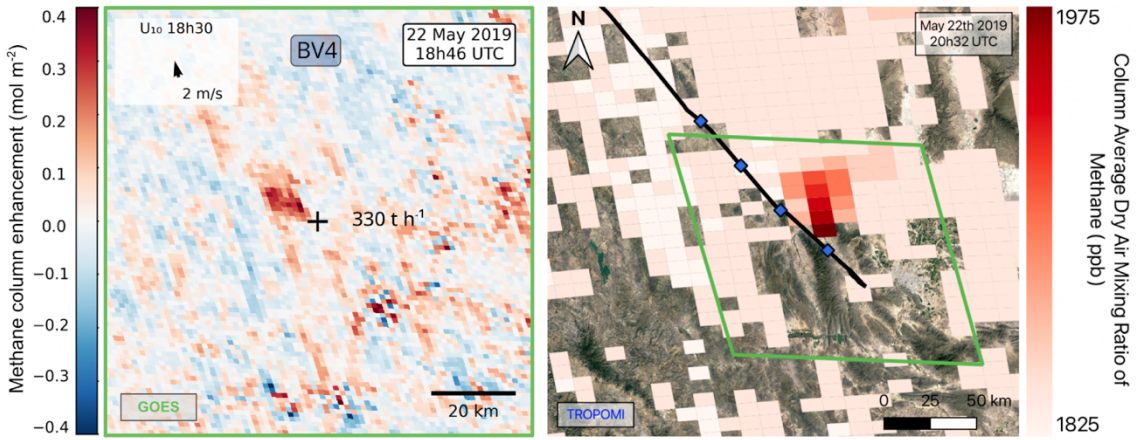 Methane column enhancement (mol m⁻²)
0.4
0.3
0.2
0.1
0.0
−0.1
−0.2
−0.3
−0.4
U₁₀ 18h30
2 m/s
BV4
22 May 2019
18h46 UTC
330 t h⁻¹
GOES
20 km
N
May 22th 2019
20h32 UTC
TROPOMI
0 25 50 km
1975
Column Average Dry Air Mixing Ratio of
Methane ( ppb)
1825